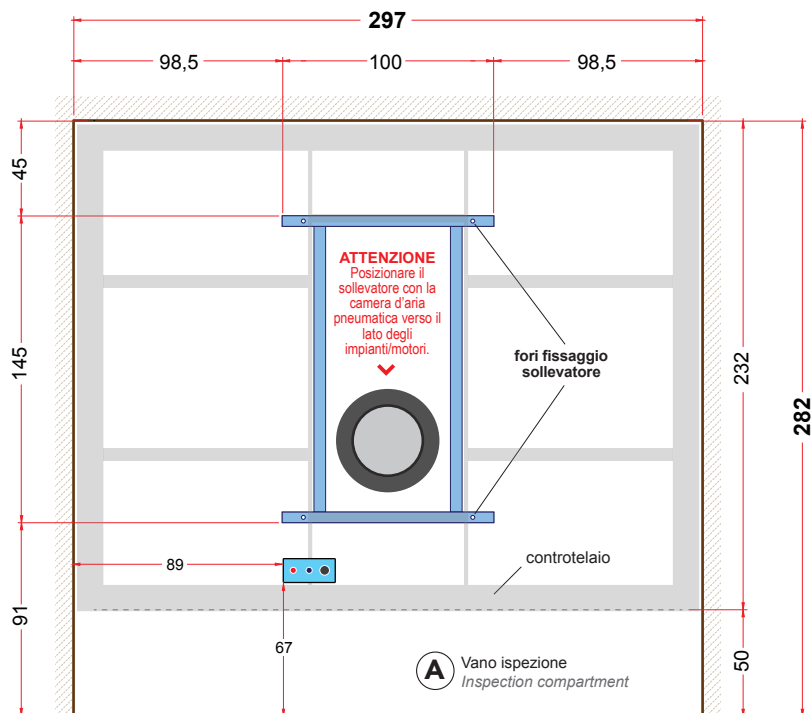 297
98,5
100
98,5
45
145
91
ATTENZIONE
Posizionare il
sollevatore con la
camera d'aria
pneumatica verso il
lato degli
impianti/motori.
fori fissaggio
sollevatore
232
282
89
controtelaio
67
50
A
Vano ispezione
Inspection compartment